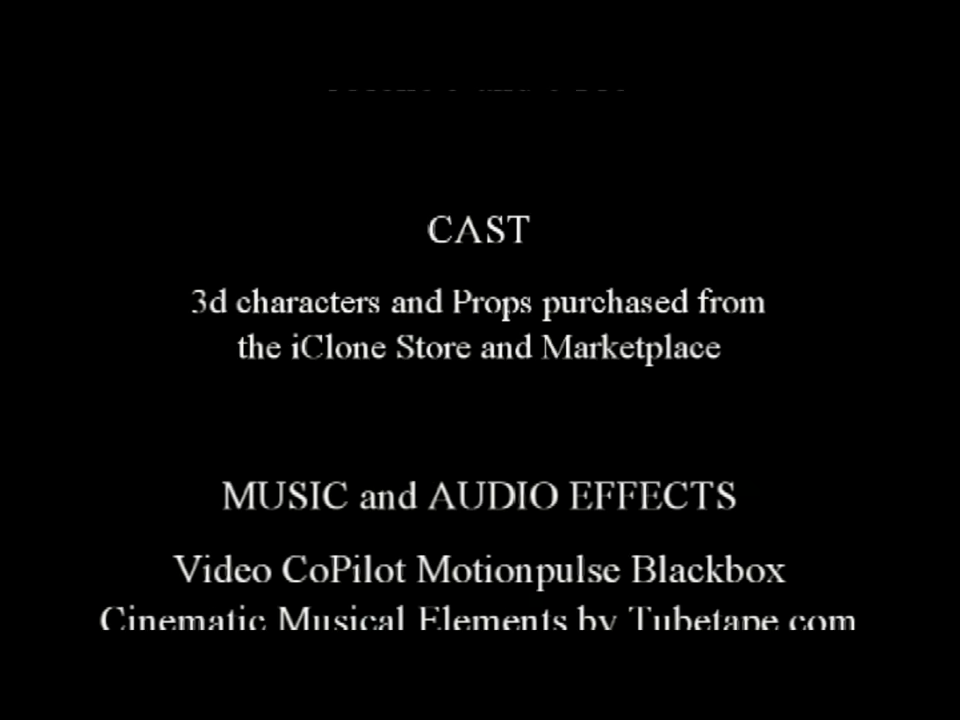 CAST
3d characters and Props purchased from
the iClone Store and Marketplace
MUSIC and AUDIO EFFECTS
Video CoPilot Motionpulse Blackbox
Cinematic Musical Elements by Tubetape.com